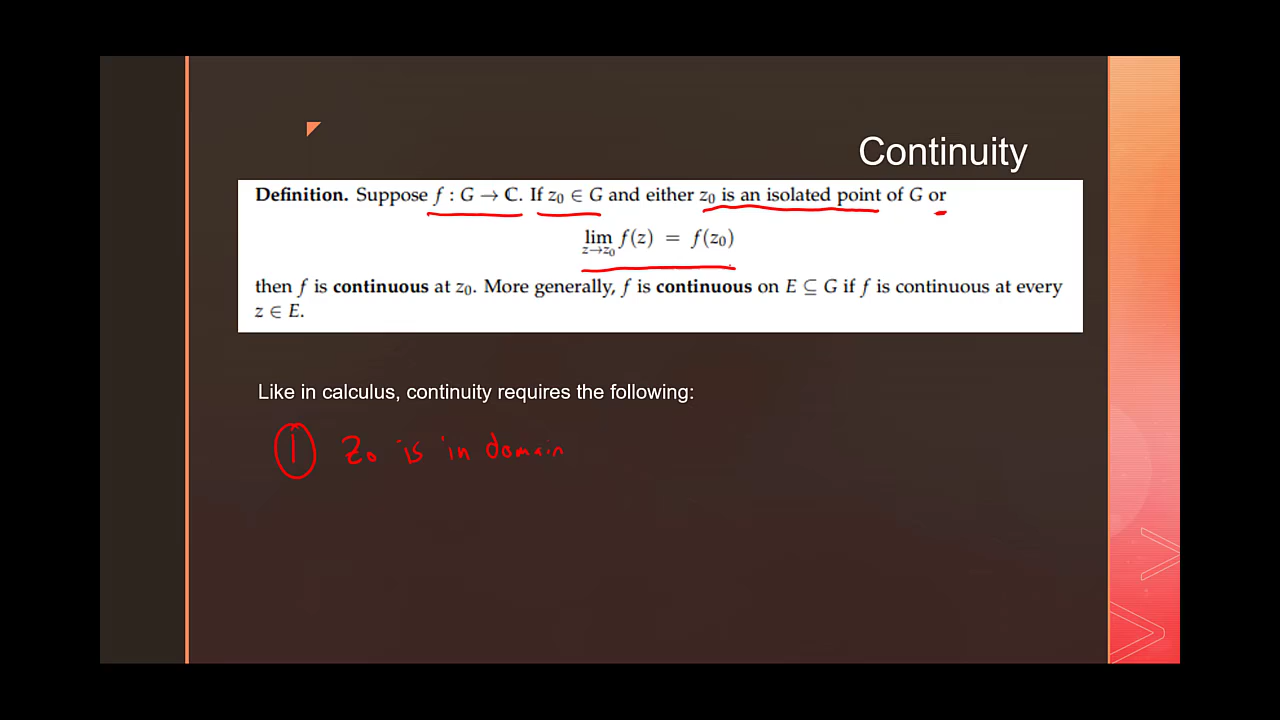 Continuity
Definition. Suppose f : G → ℂ. If z₀ ∈ G and either z₀ is an isolated point of G or
lim z→z₀ f(z) = f(z₀)
then f is continuous at z₀. More generally, f is continuous on E ⊆ G if f is continuous at every
z ∈ E.
Like in calculus, continuity requires the following:
① z₀ is in domain